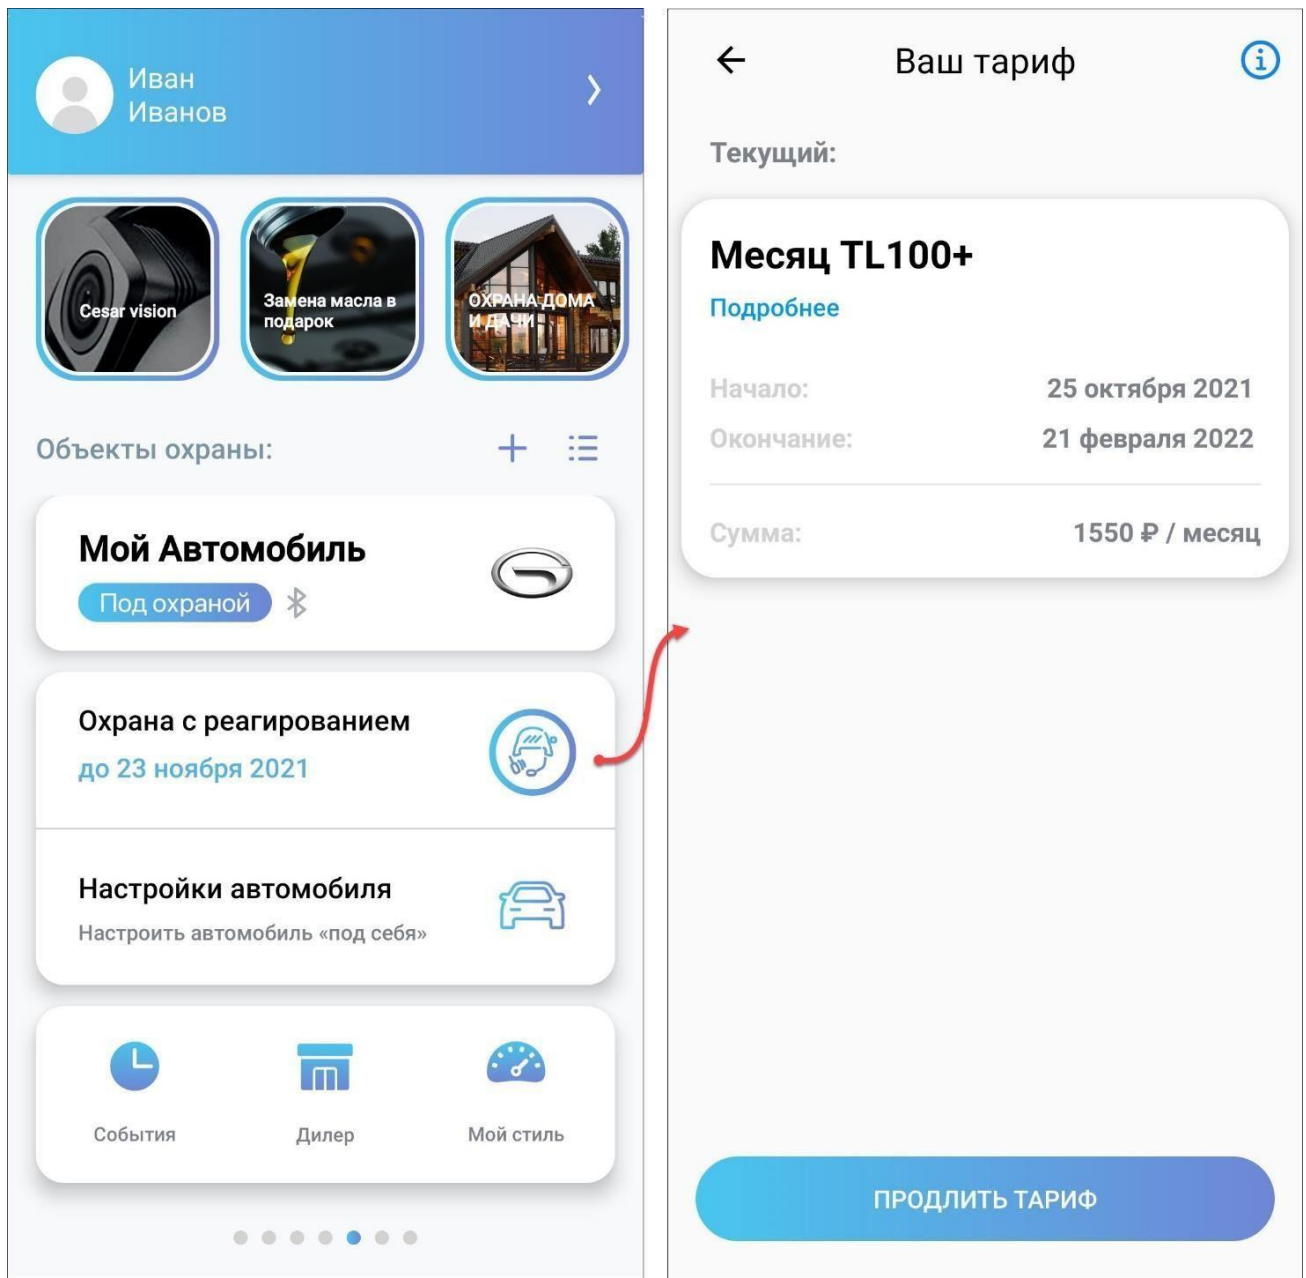 Иван
Иванов
Cesar vision
Замена масла в
подарок
ОХРАНА ДОМА
И ДАЧИ
Объекты охраны:
Мой Автомобиль
Под охраной
Охрана с реагированием
до 23 ноября 2021
Настройки автомобиля
Настроить автомобиль «под себя»
События
Дилер
Мой стиль
Ваш тариф
Текущий:
Месяц TL100+
Подробнее
Начало: 25 октября 2021
Окончание: 21 февраля 2022
Сумма: 1550 ₽ / месяц
ПРОДЛИТЬ ТАРИФ